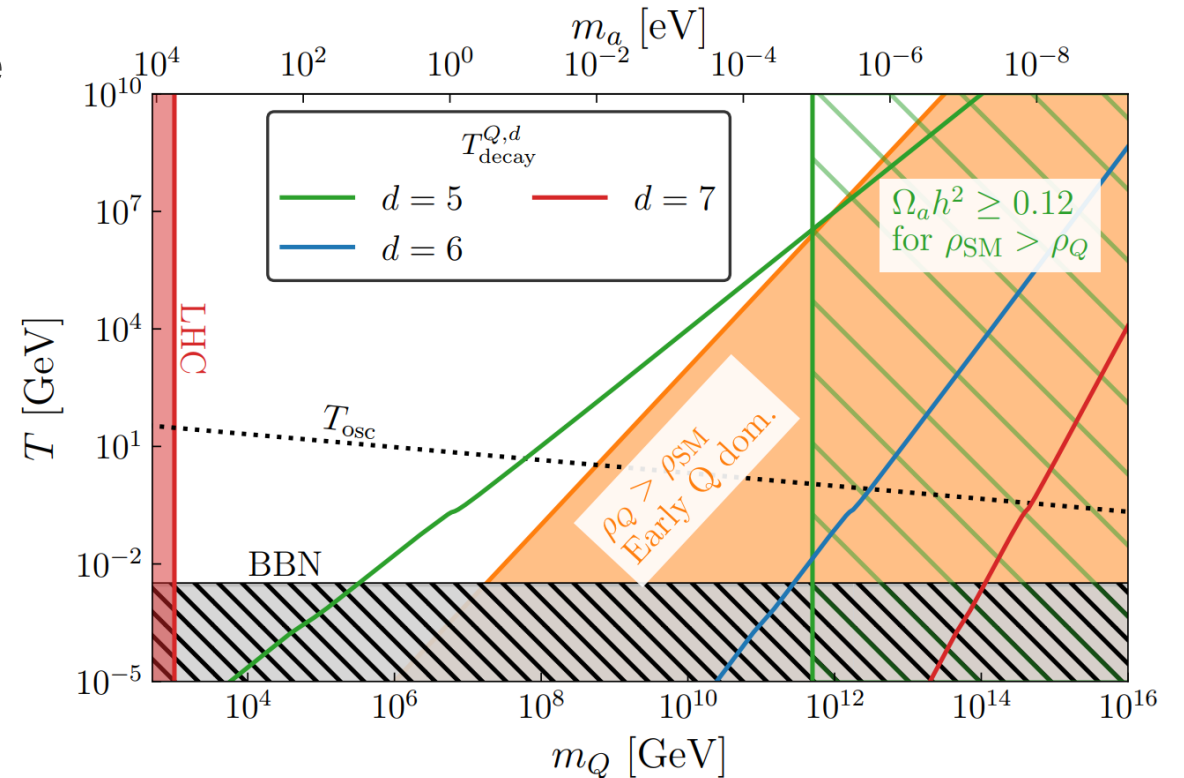 e
m_a [eV]
10^4 10^2 10^0 10^{-2} 10^{-4} 10^{-6} 10^{-8}
10^{10}
10^7
10^4
10^1
10^{-2}
10^{-5}
T [GeV]
T^{Q,d}_{decay}
d = 5
d = 7
d = 6
Ω_a h^2 ≥ 0.12
for ρ_SM > ρ_Q
LHC
T_osc
ρ_Q > ρ_SM
Early Q dom.
BBN
10^4 10^6 10^8 10^{10} 10^{12} 10^{14} 10^{16}
m_Q [GeV]